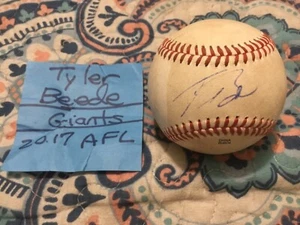 Tyler
Beede
Giants
2017 AFL